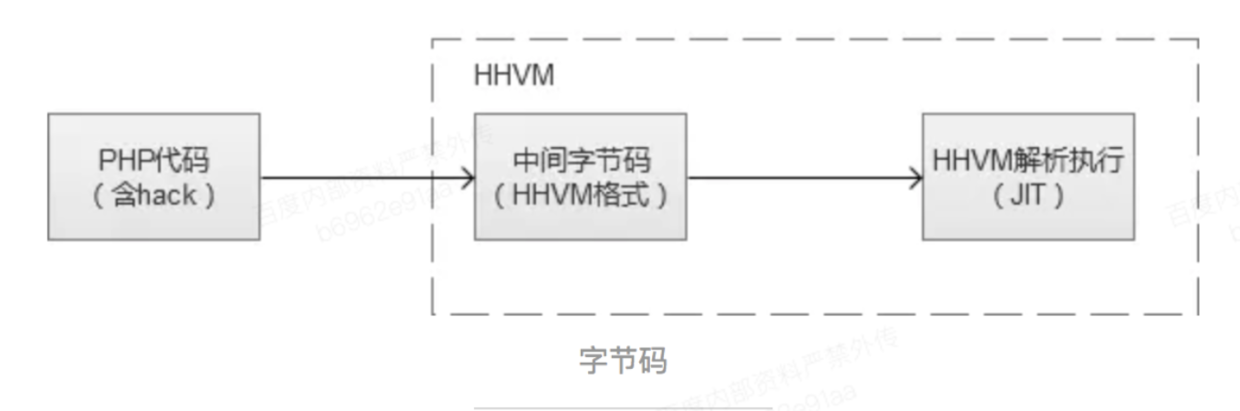 HHVM
PHP代码
（含hack）
中间字节码
（HHVM格式）
HHVM解析执行
（JIT）
字节码
百度内部资料严禁外传
b6962e91aa
百度内
百度内部资料严禁外传
2e91aa